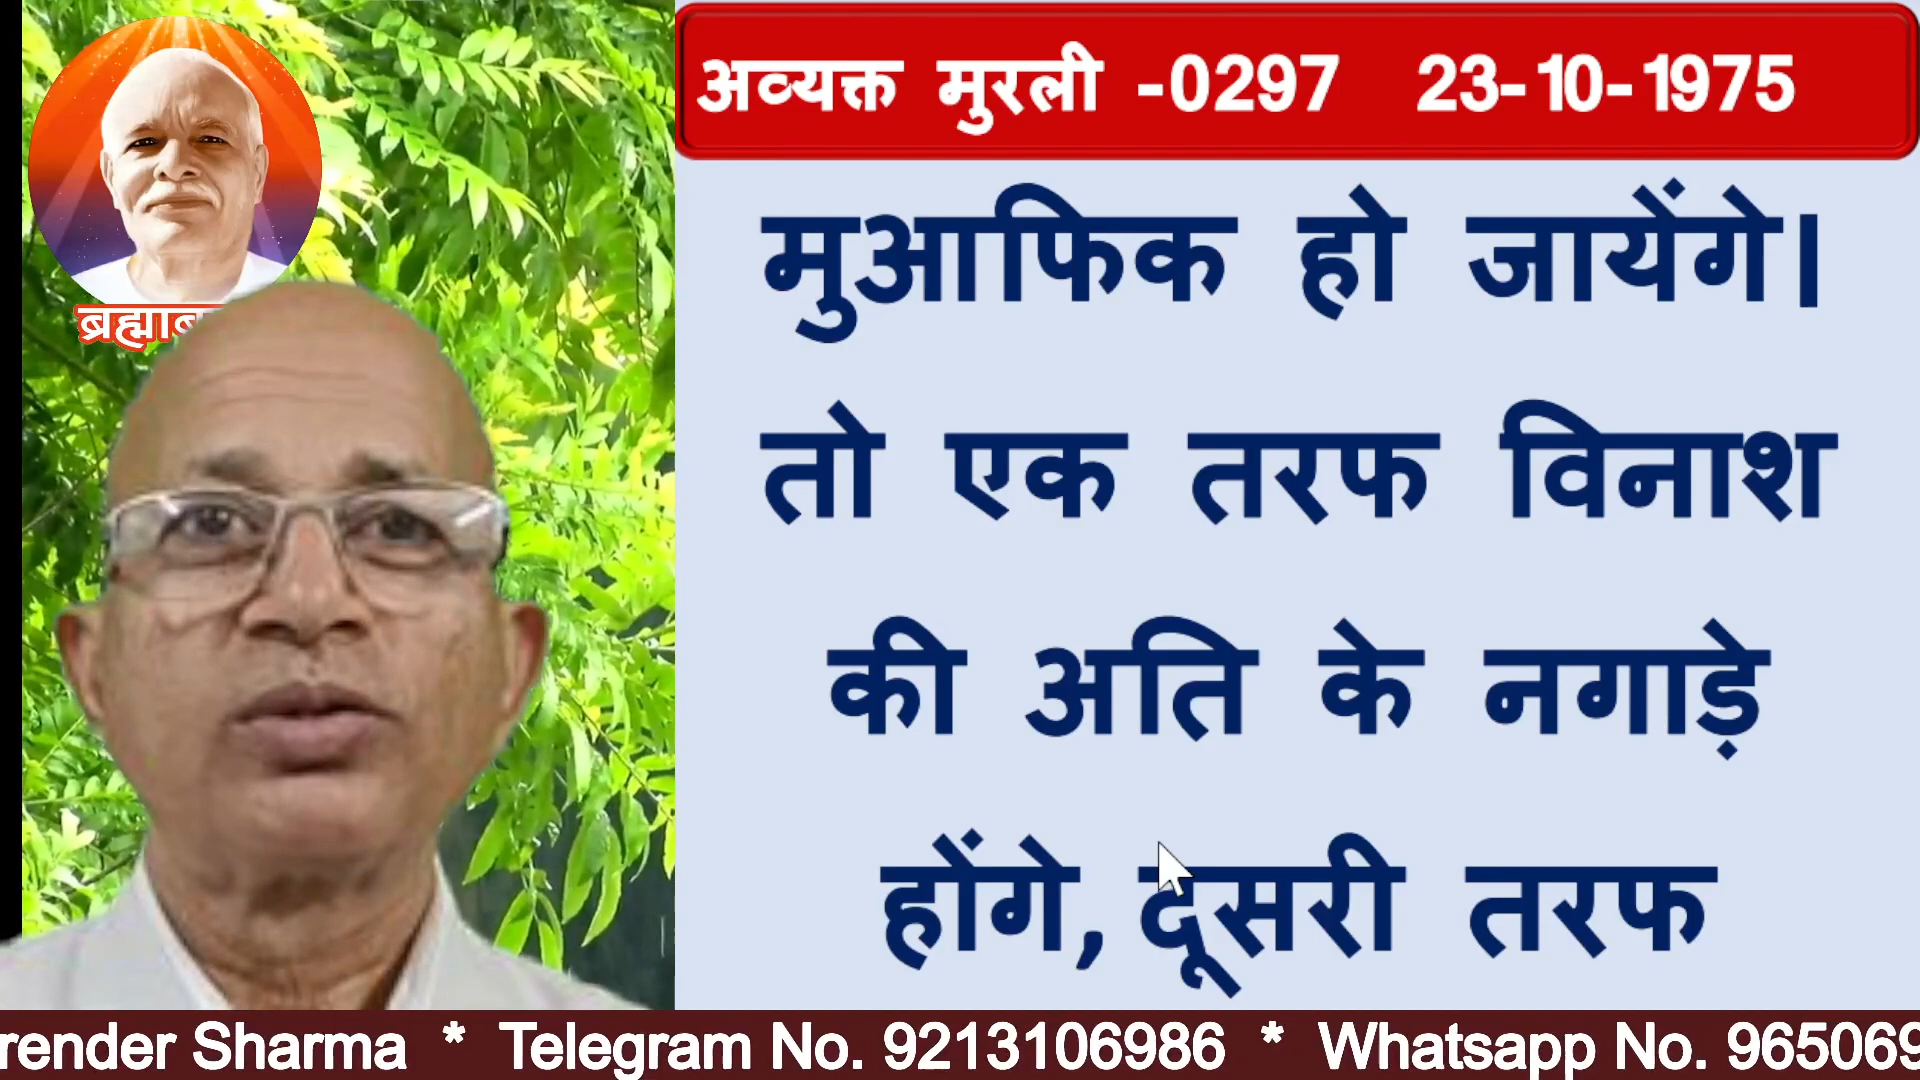 अव्यक्त मुरली -0297 23-10-1975
मुआफिक हो जायेंगे।
तो एक तरफ विनाश
की अति के नगाड़े
होंगे, दूसरी तरफ
render Sharma * Telegram No. 9213106986 * Whatsapp No. 965069